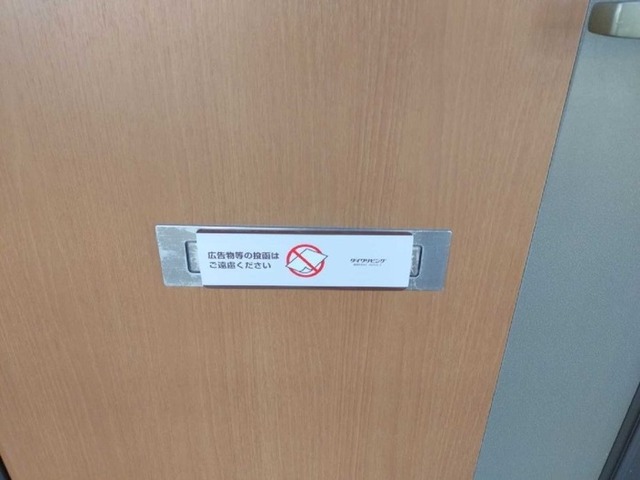 広告物等の投函は
ご遠慮ください
ダイワリビング